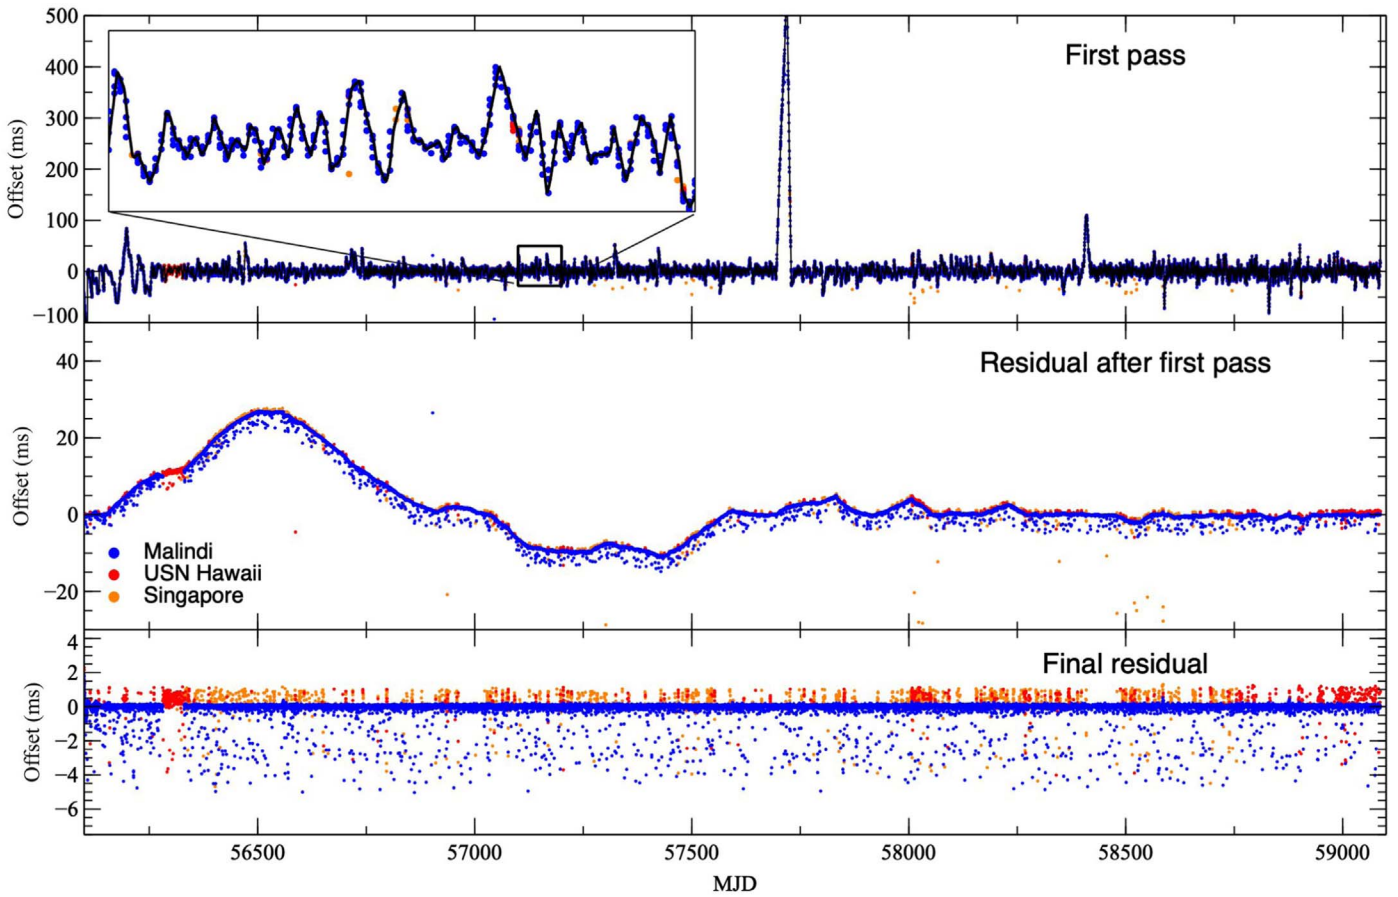 First pass
500
400
300
200
100
0
−100
Offset (ms)
Residual after first pass
40
20
0
−20
Offset (ms)
Malindi
USN Hawaii
Singapore
Final residual
4
2
0
−2
−4
−6
Offset (ms)
56500 57000 57500 58000 58500 59000
MJD